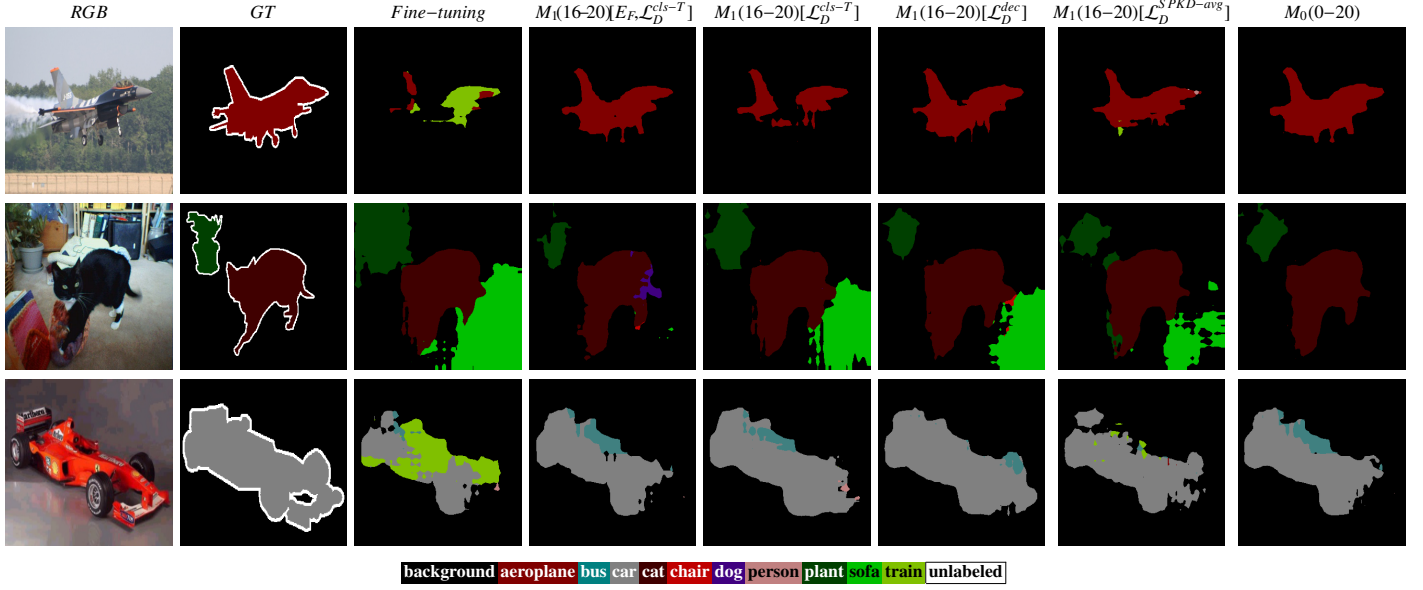 RGB GT Fine−tuning M₁(16−20)[E_F,𝓛_D^{cls−T}] M₁(16−20)[𝓛_D^{cls−T}] M₁(16−20)[𝓛_D^{dec}] M₁(16−20)[𝓛_D^{SPKD−avg}] M₀(0−20)
Marlboro
background aeroplane bus car cat chair dog person plant sofa train unlabeled